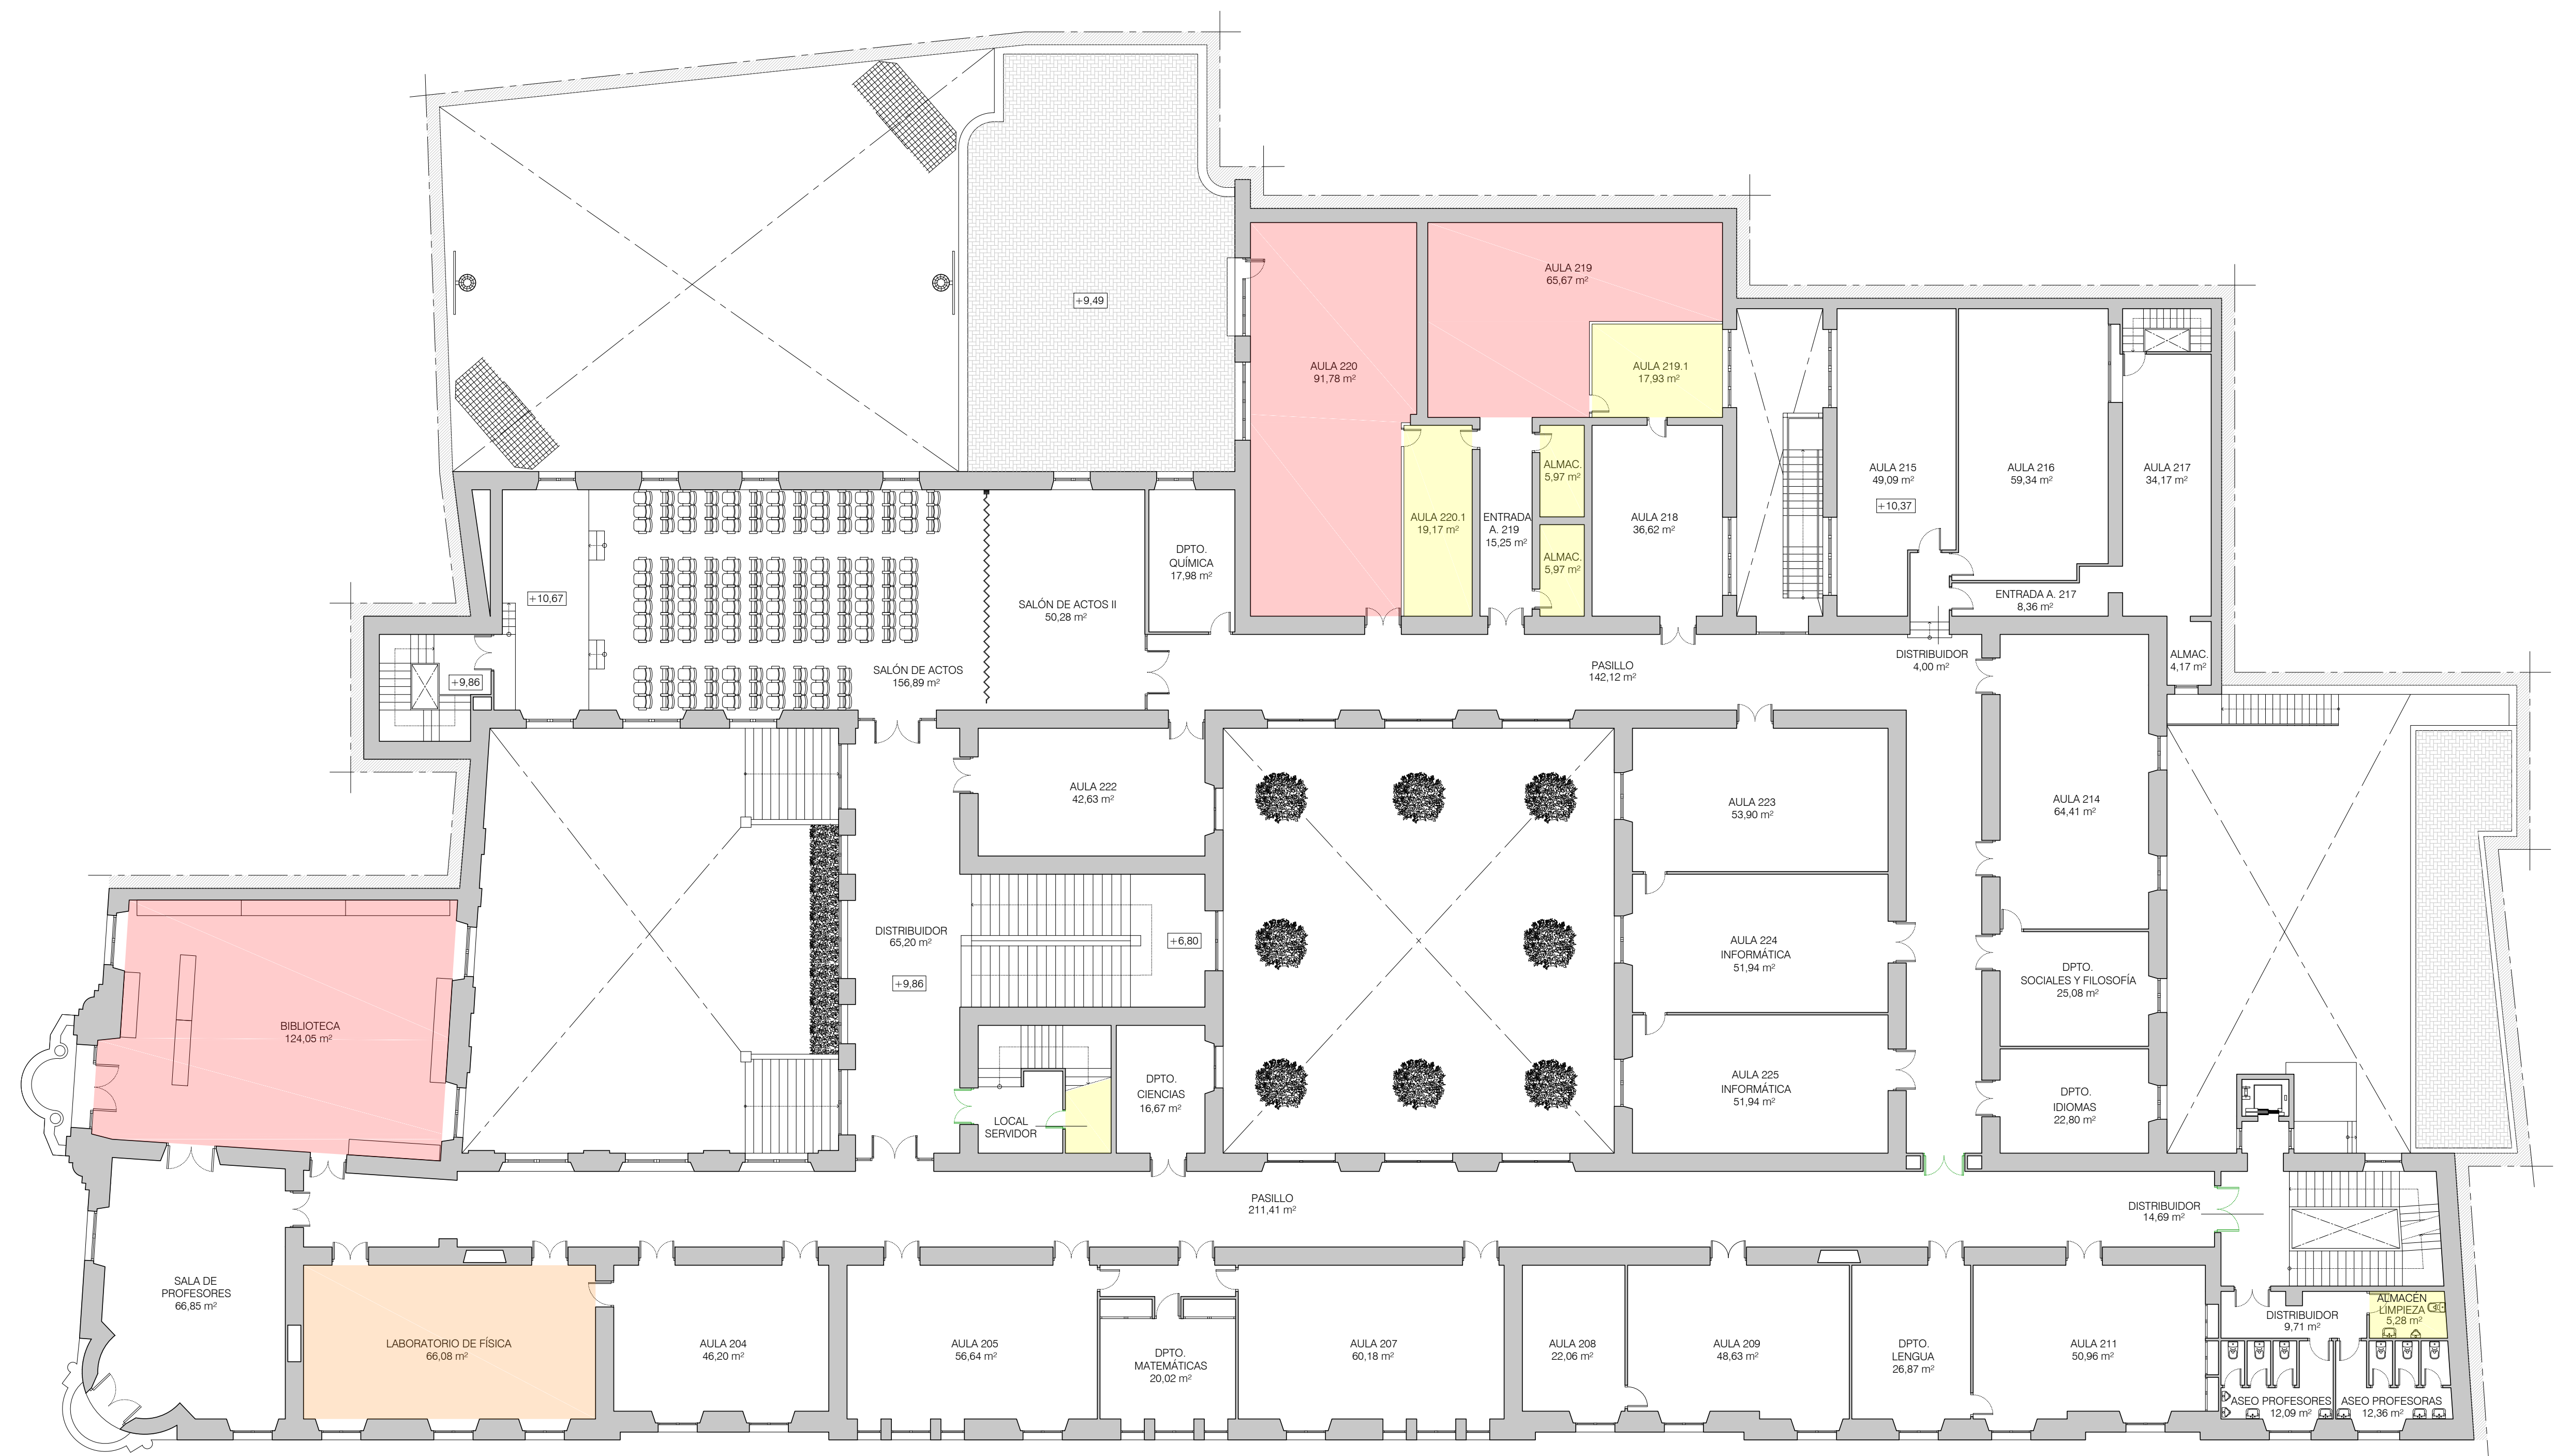 +9,49
AULA 219
65,67 m²
AULA 220
91,78 m²
AULA 219.1
17,93 m²
ALMAC.
5,97 m²
AULA 215
49,09 m²
+10,37
AULA 216
59,34 m²
AULA 217
34,17 m²
AULA 220.1
19,17 m²
ENTRADA
A. 219
15,25 m²
AULA 218
36,62 m²
ALMAC.
5,97 m²
DPTO.
QUÍMICA
17,98 m²
+10,67
SALÓN DE ACTOS II
50,28 m²
ENTRADA A. 217
8,36 m²
+9,86
SALÓN DE ACTOS
156,89 m²
PASILLO
142,12 m²
DISTRIBUIDOR
4,00 m²
ALMAC.
4,17 m²
AULA 222
42,63 m²
AULA 223
53,90 m²
AULA 214
64,41 m²
DISTRIBUIDOR
65,20 m²
+6,80
+9,86
AULA 224
INFORMÁTICA
51,94 m²
DPTO.
SOCIALES Y FILOSOFÍA
25,08 m²
BIBLIOTECA
124,05 m²
DPTO.
CIENCIAS
16,67 m²
LOCAL
SERVIDOR
AULA 225
INFORMÁTICA
51,94 m²
DPTO.
IDIOMAS
22,80 m²
PASILLO
211,41 m²
DISTRIBUIDOR
14,69 m²
SALA DE
PROFESORES
66,85 m²
LABORATORIO DE FÍSICA
66,08 m²
AULA 204
46,20 m²
AULA 205
56,64 m²
DPTO.
MATEMÁTICAS
20,02 m²
AULA 207
60,18 m²
AULA 208
22,06 m²
AULA 209
48,63 m²
DPTO.
LENGUA
26,87 m²
AULA 211
50,96 m²
DISTRIBUIDOR
9,71 m²
ALMACÉN
LIMPIEZA
5,28 m²
ASEO PROFESORES
12,09 m²
ASEO PROFESORAS
12,36 m²